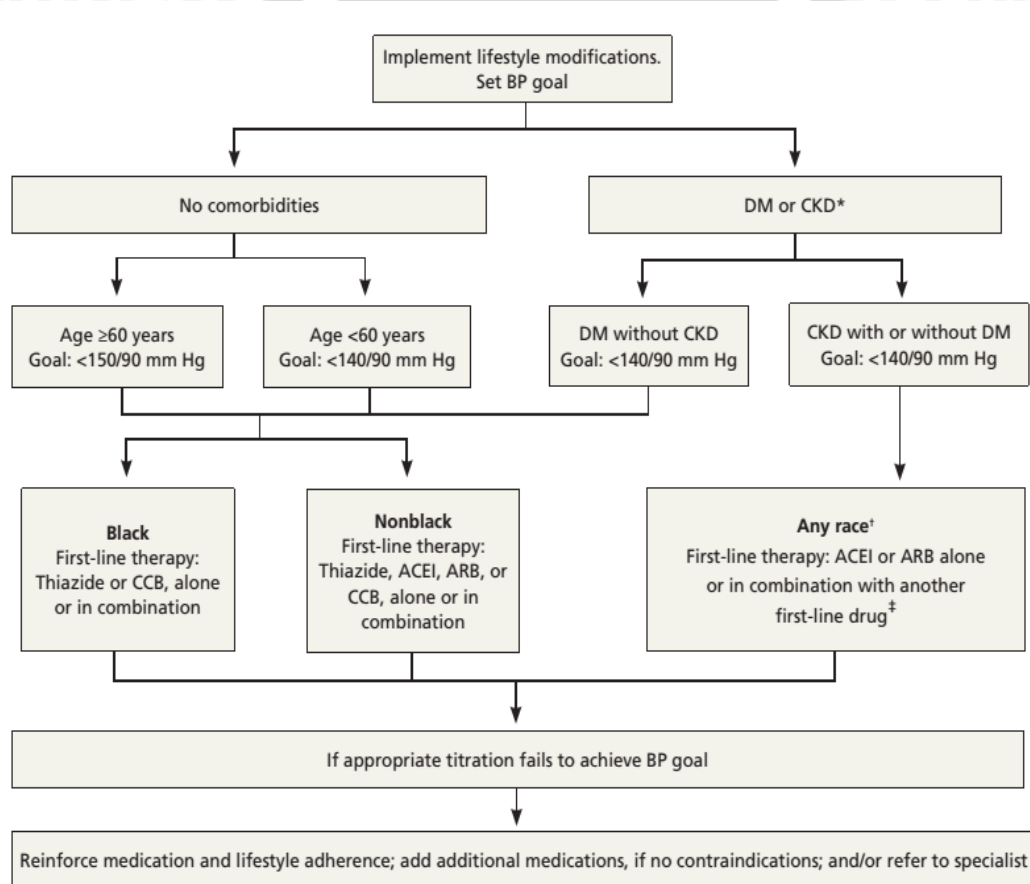 Implement lifestyle modifications.
Set BP goal
No comorbidities
DM or CKD*
Age ≥60 years
Goal: <150/90 mm Hg
Age <60 years
Goal: <140/90 mm Hg
DM without CKD
Goal: <140/90 mm Hg
CKD with or without DM
Goal: <140/90 mm Hg
Black
First-line therapy:
Thiazide or CCB, alone
or in combination
Nonblack
First-line therapy:
Thiazide, ACEI, ARB, or
CCB, alone or in
combination
Any race†
First-line therapy: ACEI or ARB alone
or in combination with another
first-line drug‡
If appropriate titration fails to achieve BP goal
Reinforce medication and lifestyle adherence; add additional medications, if no contraindications; and/or refer to specialist